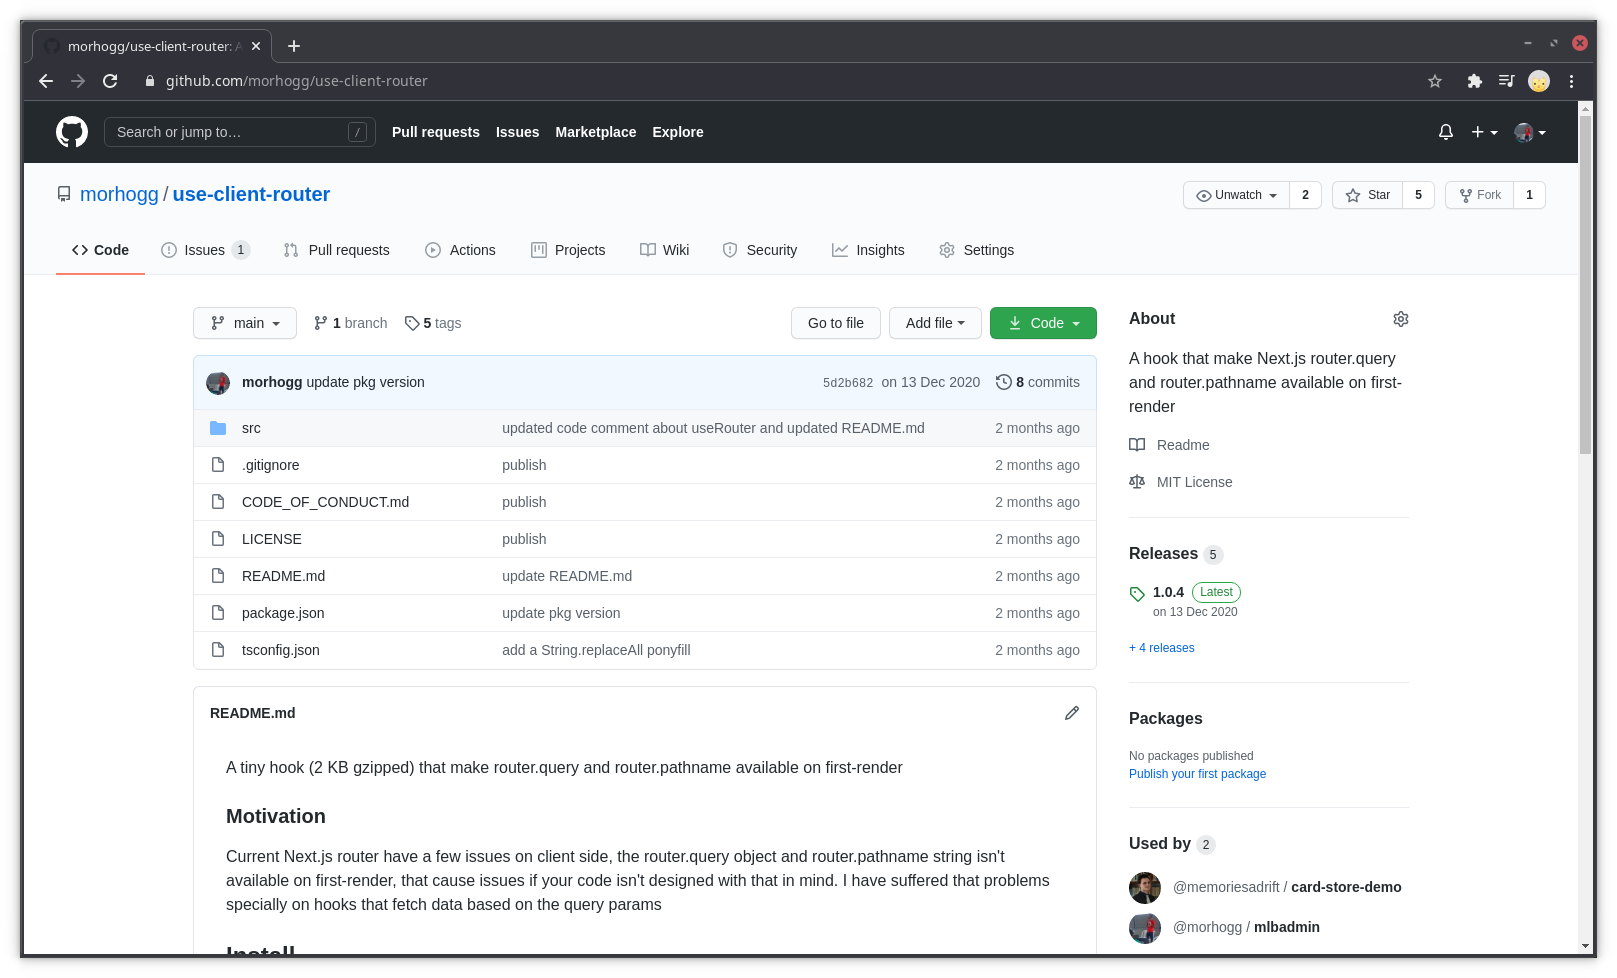 morhogg/use-client-router: A
github.com/morhogg/use-client-router
Search or jump to… /
Pull requests Issues Marketplace Explore
morhogg / use-client-router
Unwatch 2 Star 5 Fork 1
Code Issues 1 Pull requests Actions Projects Wiki Security Insights Settings
main 1 branch 5 tags Go to file Add file Code
morhogg update pkg version 5d2b682 on 13 Dec 2020 8 commits
src updated code comment about useRouter and updated README.md 2 months ago
.gitignore publish 2 months ago
CODE_OF_CONDUCT.md publish 2 months ago
LICENSE publish 2 months ago
README.md update README.md 2 months ago
package.json update pkg version 2 months ago
tsconfig.json add a String.replaceAll ponyfill 2 months ago
README.md
A tiny hook (2 KB gzipped) that make router.query and router.pathname available on first-render
Motivation
Current Next.js router have a few issues on client side, the router.query object and router.pathname string isn't
available on first-render, that cause issues if your code isn't designed with that in mind. I have suffered that problems
specially on hooks that fetch data based on the query params
Install
About
A hook that make Next.js router.query
and router.pathname available on first-
render
Readme
MIT License
Releases 5
1.0.4 Latest
on 13 Dec 2020
+ 4 releases
Packages
No packages published
Publish your first package
Used by 2
@memoriesadrift / card-store-demo
@morhogg / mlbadmin